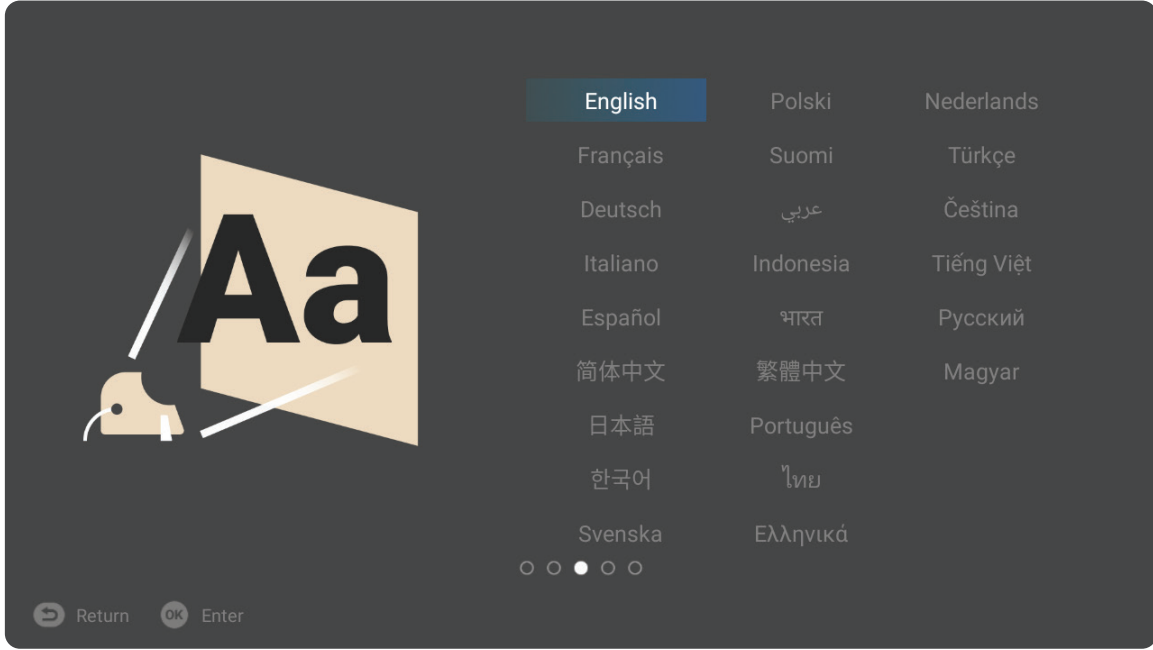 Aa
English Polski Nederlands
Français Suomi Türkçe
Deutsch عربي Čeština
Italiano Indonesia Tiếng Việt
Español भारत Русский
简体中文 繁體中文 Magyar
日本語 Português
한국어 ไทย
Svenska Ελληνικά
Return OK Enter